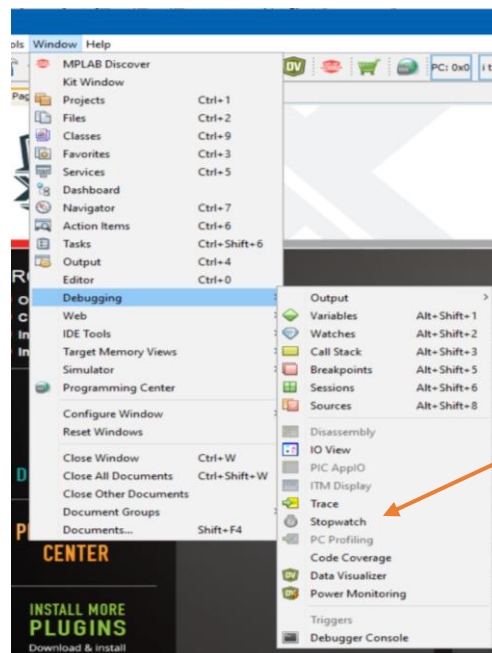 Window Help
PC: 0x0
MPLAB Discover
Kit Window
Projects Ctrl+1
Files Ctrl+2
Classes Ctrl+9
Favorites Ctrl+3
Services Ctrl+5
Dashboard
Navigator Ctrl+7
Action Items Ctrl+6
Tasks Ctrl+Shift+6
Output Ctrl+4
Editor Ctrl+0
Debugging
Web
IDE Tools
Target Memory Views
Simulator
Programming Center
Configure Window
Reset Windows
Close Window Ctrl+W
Close All Documents Ctrl+Shift+W
Close Other Documents
Document Groups
Documents... Shift+F4
Output
Variables Alt+Shift+1
Watches Alt+Shift+2
Call Stack Alt+Shift+3
Breakpoints Alt+Shift+5
Sessions Alt+Shift+6
Sources Alt+Shift+8
Disassembly
IO View
PIC AppIO
ITM Display
Trace
Stopwatch
PC Profiling
Code Coverage
Data Visualizer
Power Monitoring
Triggers
Debugger Console
CENTER
INSTALL MORE
PLUGINS
Download & install